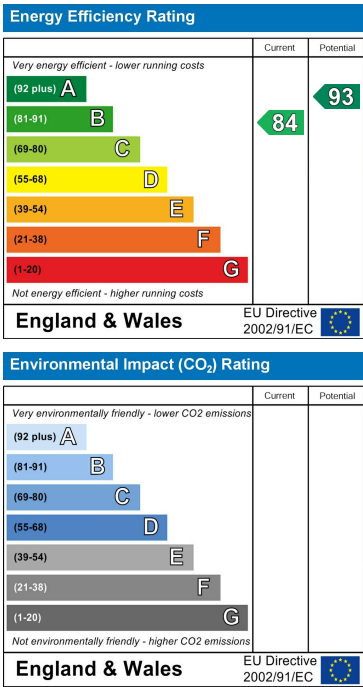 Energy Efficiency Rating
Current Potential
Very energy efficient - lower running costs
(92 plus) A
(81-91) B
(69-80) C
(55-68) D
(39-54) E
(21-38) F
(1-20) G
84
93
Not energy efficient - higher running costs
England & Wales
EU Directive
2002/91/EC
Environmental Impact (CO₂) Rating
Current Potential
Very environmentally friendly - lower CO2 emissions
(92 plus) A
(81-91) B
(69-80) C
(55-68) D
(39-54) E
(21-38) F
(1-20) G
Not environmentally friendly - higher CO2 emissions
England & Wales
EU Directive
2002/91/EC